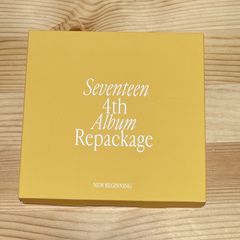 Seventeen
4th
Album
Repackage
NEW BEGINNING